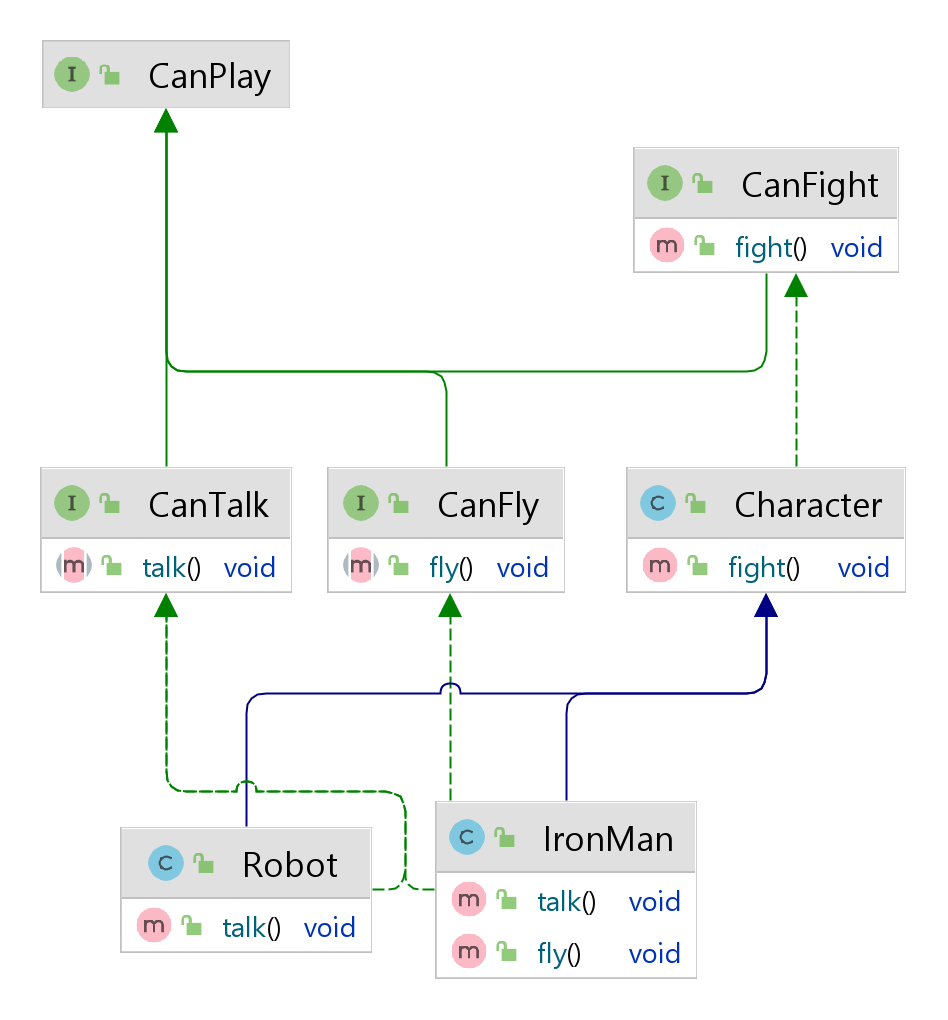 I CanPlay
I CanFight
m fight() void
I CanTalk
m talk() void
I CanFly
m fly() void
C Character
m fight() void
C Robot
m talk() void
C IronMan
m talk() void
m fly() void